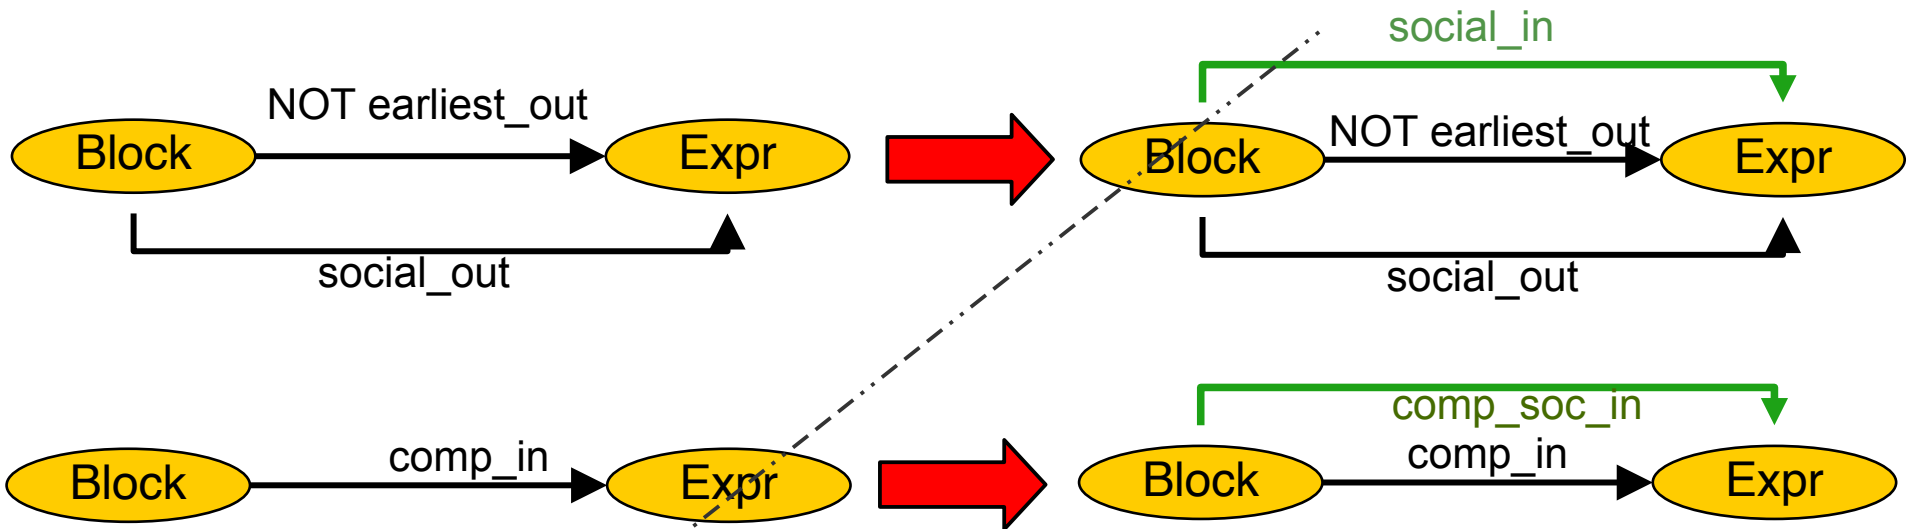 social_in
NOT earliest_out
Block
Expr
social_out
NOT earliest_out
Block
Expr
social_out
comp_in
Block
Expr
comp_soc_in
comp_in
Block
Expr